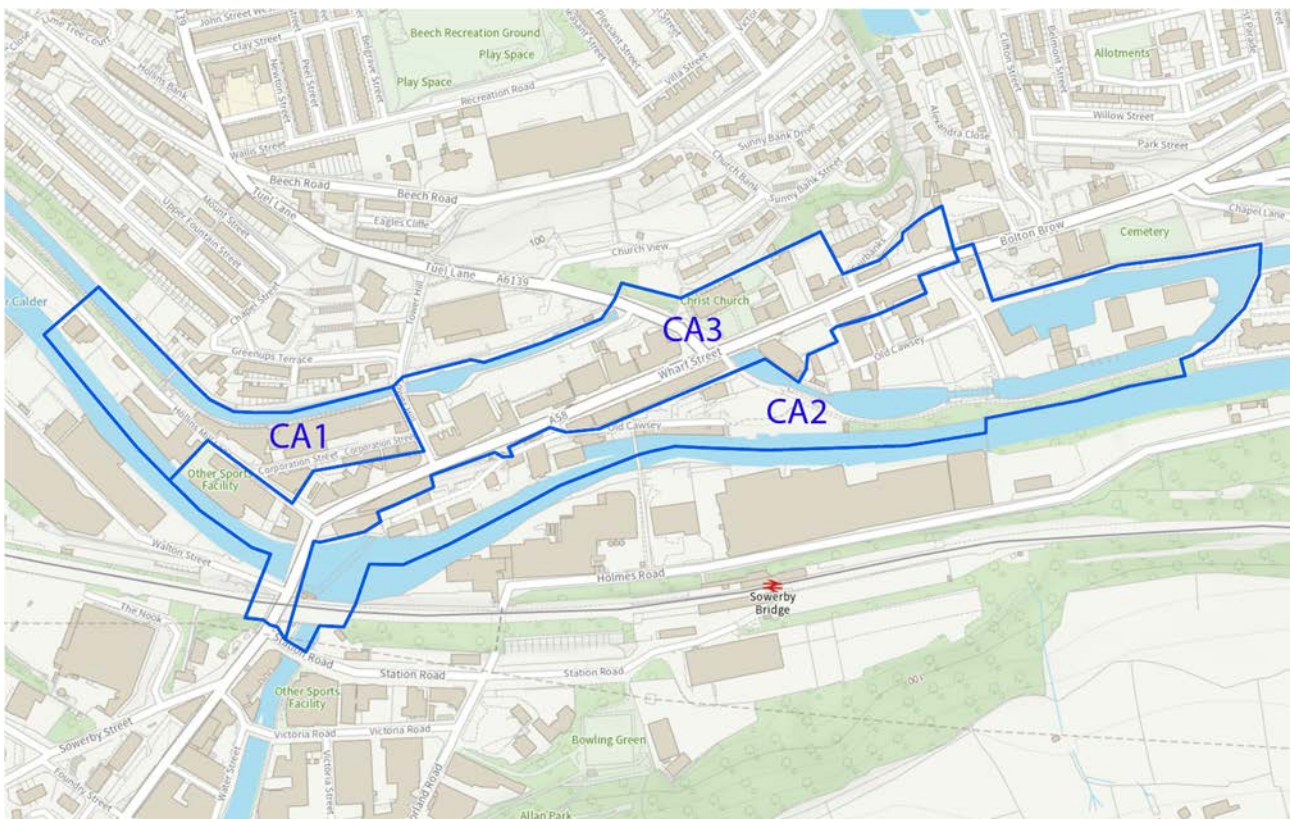 John Street West
Clay Street
Hollins Bank
Newton Street
Peel Street
Belgrave Street
Beech Recreation Ground
Play Space
Play Space
Pleasant Street
Villa Street
Recreation Road
Wallis Street
Beech Road
Beech Road
Tuel Lane
Mount Street
Upper Fountain Street
Eagles Cliffe
Chapel Street
Greenups Terrace
Tower Hill
Tuel Lane
A6139
100
Church View
Church Bank
Sunny Bank Drive
Sunny Bank Street
Clifton Street
Belmont Street
Allotments
Willow Street
Park Street
Alexandra Close
Chapel Lane
Bolton Brow
Cemetery
Christ Church
CA3
Wharf Street
Old Cawsey
CA2
A58
Old Cawsey
CA1
Corporation Street
Corporation Street
Other Sports
Facility
Walton Street
The Nook
Holmes Road
Sowerby
Bridge
Station Road
Station Road
Station Road
Other Sports
Facility
Victoria Road
Victoria Road
Sowerby Street
Foundry Street
Water Street
Victoria Street
Bowling Green
Allan Park
100